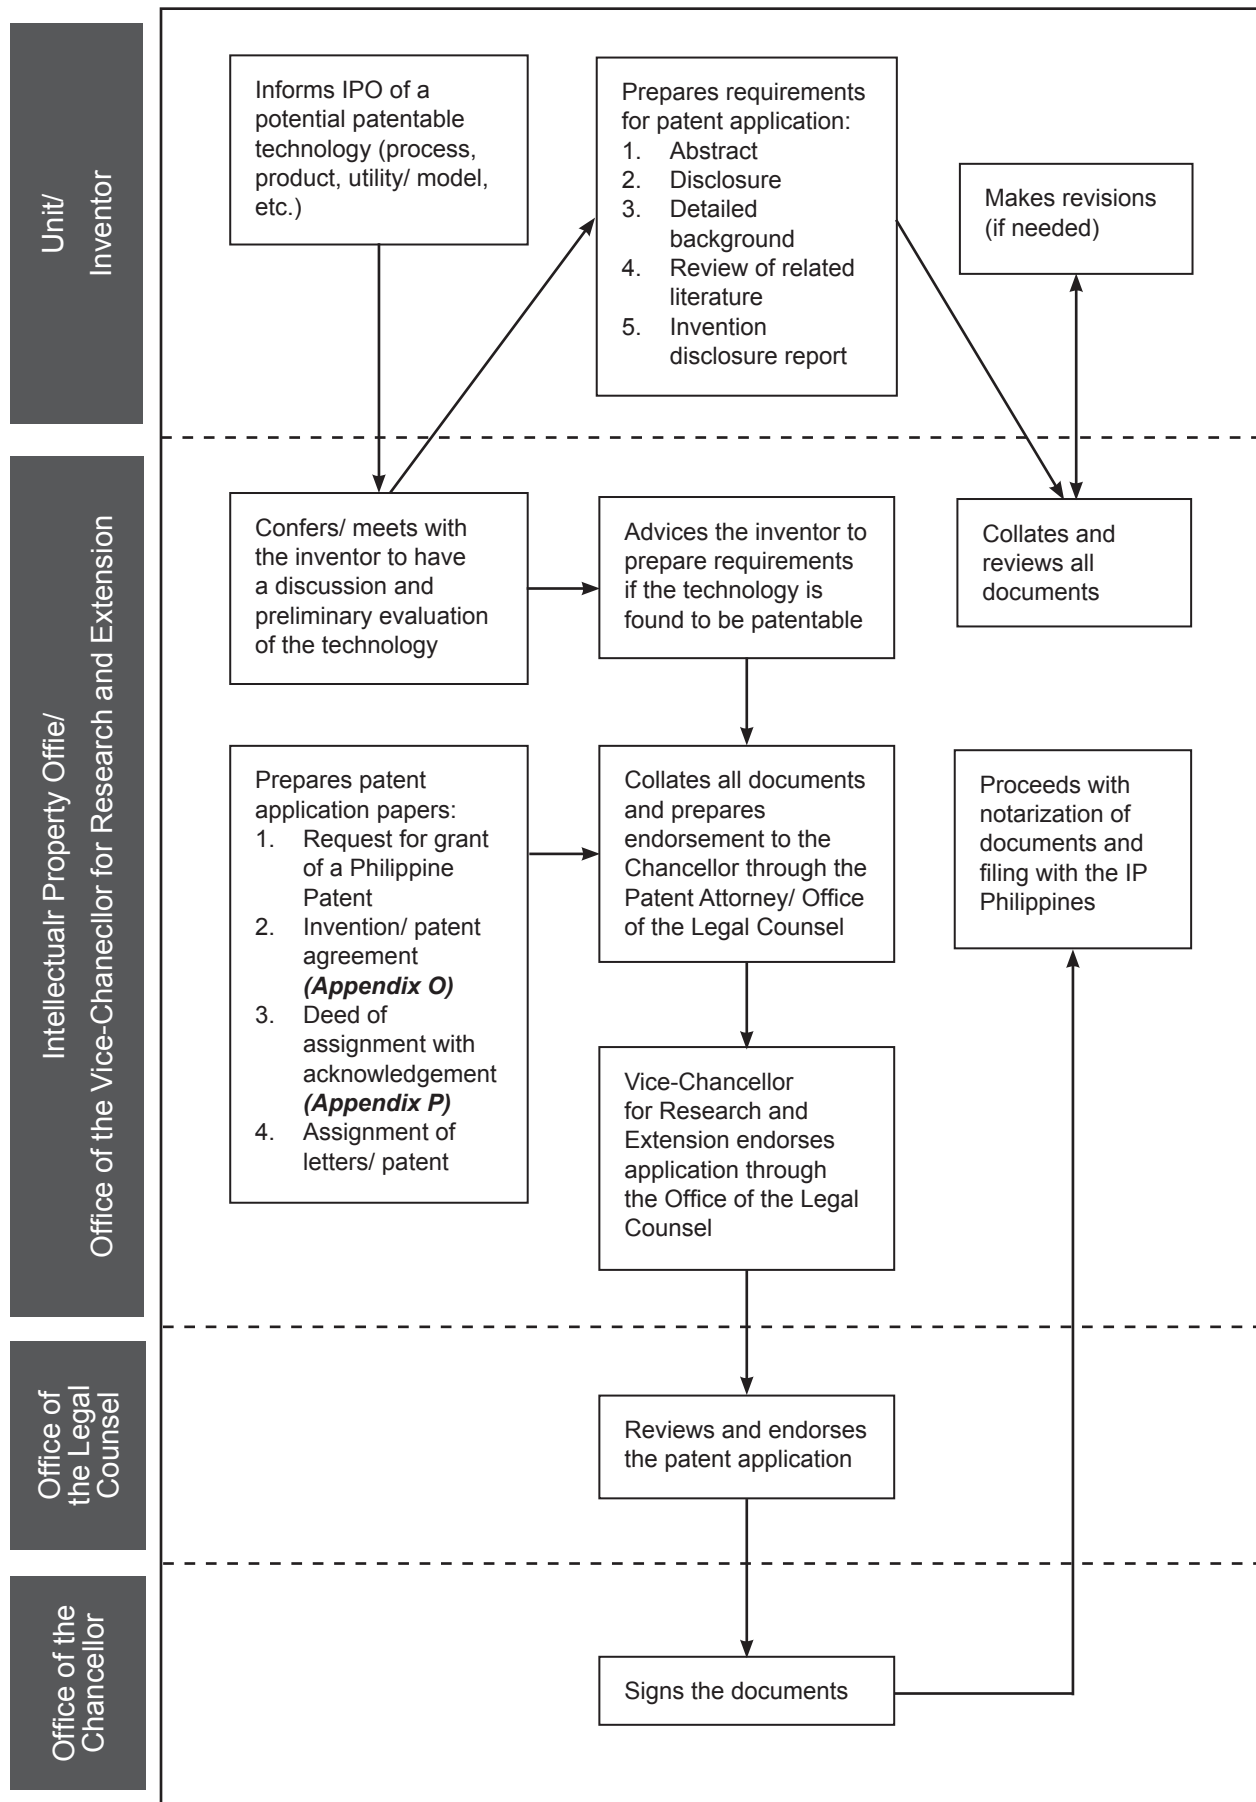 Unit/
Inventor
Informs IPO of a
potential patentable
technology (process,
product, utility/ model,
etc.)
Prepares requirements
for patent application:
1. Abstract
2. Disclosure
3. Detailed
background
4. Review of related
literature
5. Invention
disclosure report
Makes revisions
(if needed)
Intellectualr Property Offie/
Office of the Vice-Chanecllor for Research and Extension
Confers/ meets with
the inventor to have
a discussion and
preliminary evaluation
of the technology
Advices the inventor to
prepare requirements
if the technology is
found to be patentable
Collates and
reviews all
documents
Prepares patent
application papers:
1. Request for grant
of a Philippine
Patent
2. Invention/ patent
agreement
(Appendix O)
3. Deed of
assignment with
acknowledgement
(Appendix P)
4. Assignment of
letters/ patent
Collates all documents
and prepares
endorsement to the
Chancellor through the
Patent Attorney/ Office
of the Legal Counsel
Proceeds with
notarization of
documents and
filing with the IP
Philippines
Vice-Chancellor
for Research and
Extension endorses
application through
the Office of the Legal
Counsel
Office of
the Legal
Counsel
Reviews and endorses
the patent application
Office of the
Chancellor
Signs the documents